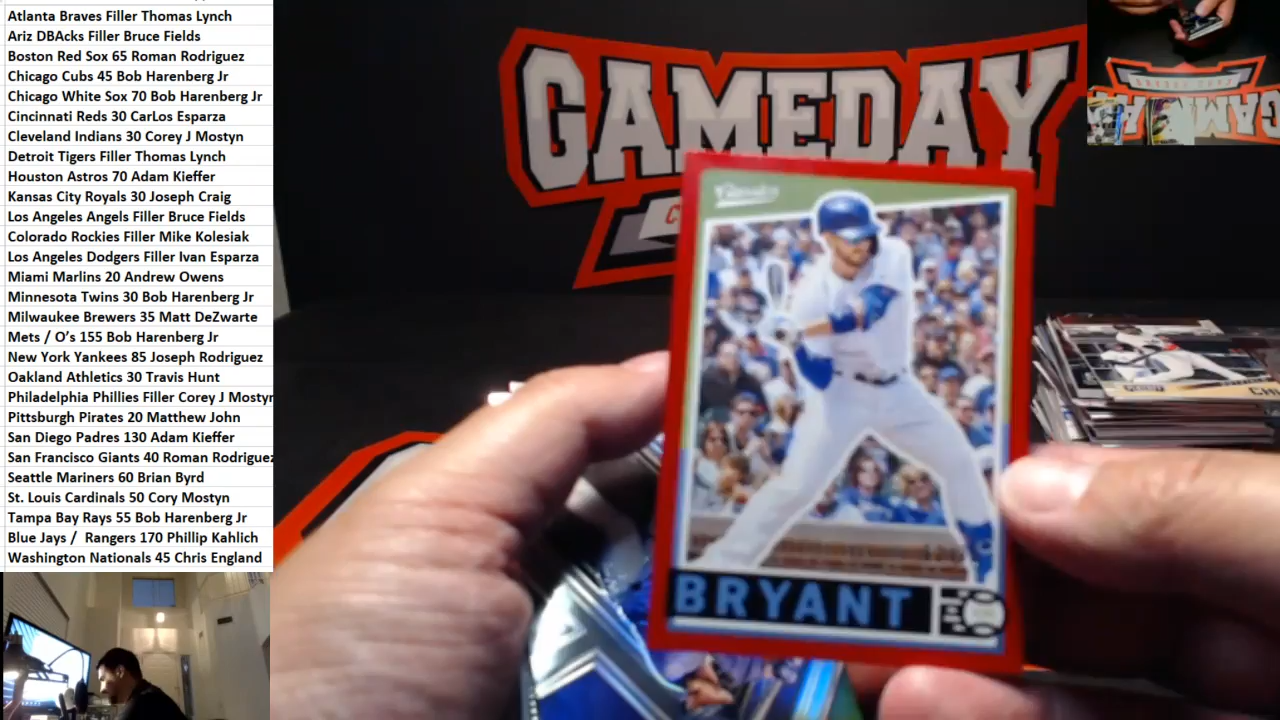 Atlanta Braves Filler Thomas Lynch
Ariz DBAcks Filler Bruce Fields
Boston Red Sox 65 Roman Rodriguez
Chicago Cubs 45 Bob Harenberg Jr
Chicago White Sox 70 Bob Harenberg Jr
Cincinnati Reds 30 CarLos Esparza
Cleveland Indians 30 Corey J Mostyn
Detroit Tigers Filler Thomas Lynch
Houston Astros 70 Adam Kieffer
Kansas City Royals 30 Joseph Craig
Los Angeles Angels Filler Bruce Fields
Colorado Rockies Filler Mike Kolesiak
Los Angeles Dodgers Filler Ivan Esparza
Miami Marlins 20 Andrew Owens
Minnesota Twins 30 Bob Harenberg Jr
Milwaukee Brewers 35 Matt DeZwarte
Mets / O’s 155 Bob Harenberg Jr
New York Yankees 85 Joseph Rodriguez
Oakland Athletics 30 Travis Hunt
Philadelphia Phillies Filler Corey J Mostyn
Pittsburgh Pirates 20 Matthew John
San Diego Padres 130 Adam Kieffer
San Francisco Giants 40 Roman Rodriguez
Seattle Mariners 60 Brian Byrd
St. Louis Cardinals 50 Cory Mostyn
Tampa Bay Rays 55 Bob Harenberg Jr
Blue Jays / Rangers 170 Phillip Kahlich
Washington Nationals 45 Chris England
GAMEDAY
Classics
BRYANT